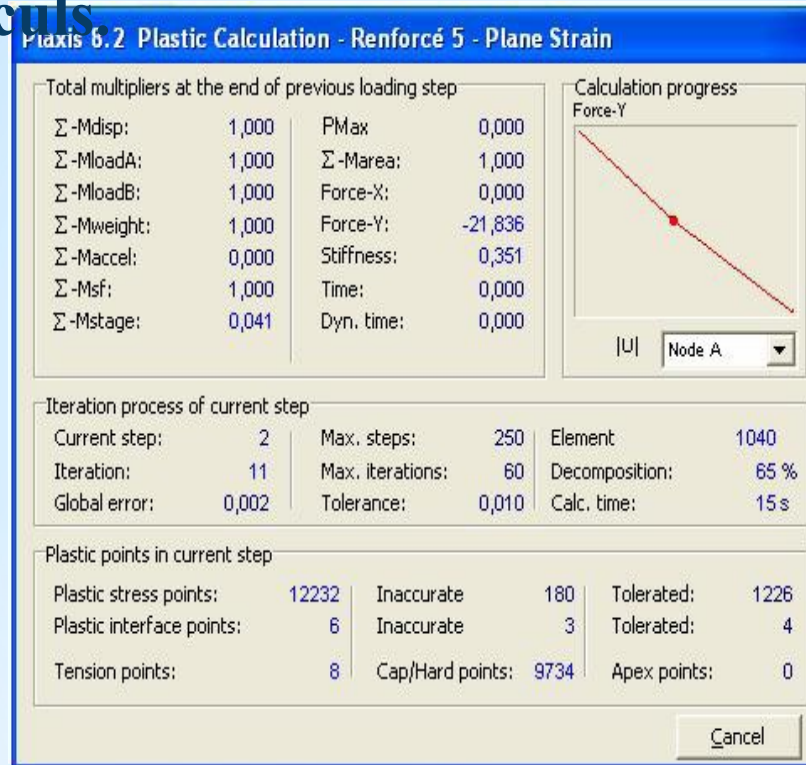 culs.
Plaxis 8.2 Plastic Calculation - Renforcé 5 - Plane Strain
Total multipliers at the end of previous loading step
Σ-Mdisp: 1,000 PMax 0,000
Σ-MloadA: 1,000 Σ-Marea: 1,000
Σ-MloadB: 1,000 Force-X: 0,000
Σ-Mweight: 1,000 Force-Y: -21,836
Σ-Maccel: 0,000 Stiffness: 0,351
Σ-Msf: 1,000 Time: 0,000
Σ-Mstage: 0,041 Dyn. time: 0,000
Calculation progress
Force-Y
|U| Node A
Iteration process of current step
Current step: 2 Max. steps: 250 Element 1040
Iteration: 11 Max. iterations: 60 Decomposition: 65 %
Global error: 0,002 Tolerance: 0,010 Calc. time: 15 s
Plastic points in current step
Plastic stress points: 12232 Inaccurate 180 Tolerated: 1226
Plastic interface points: 6 Inaccurate 3 Tolerated: 4
Tension points: 8 Cap/Hard points: 9734 Apex points: 0
Cancel